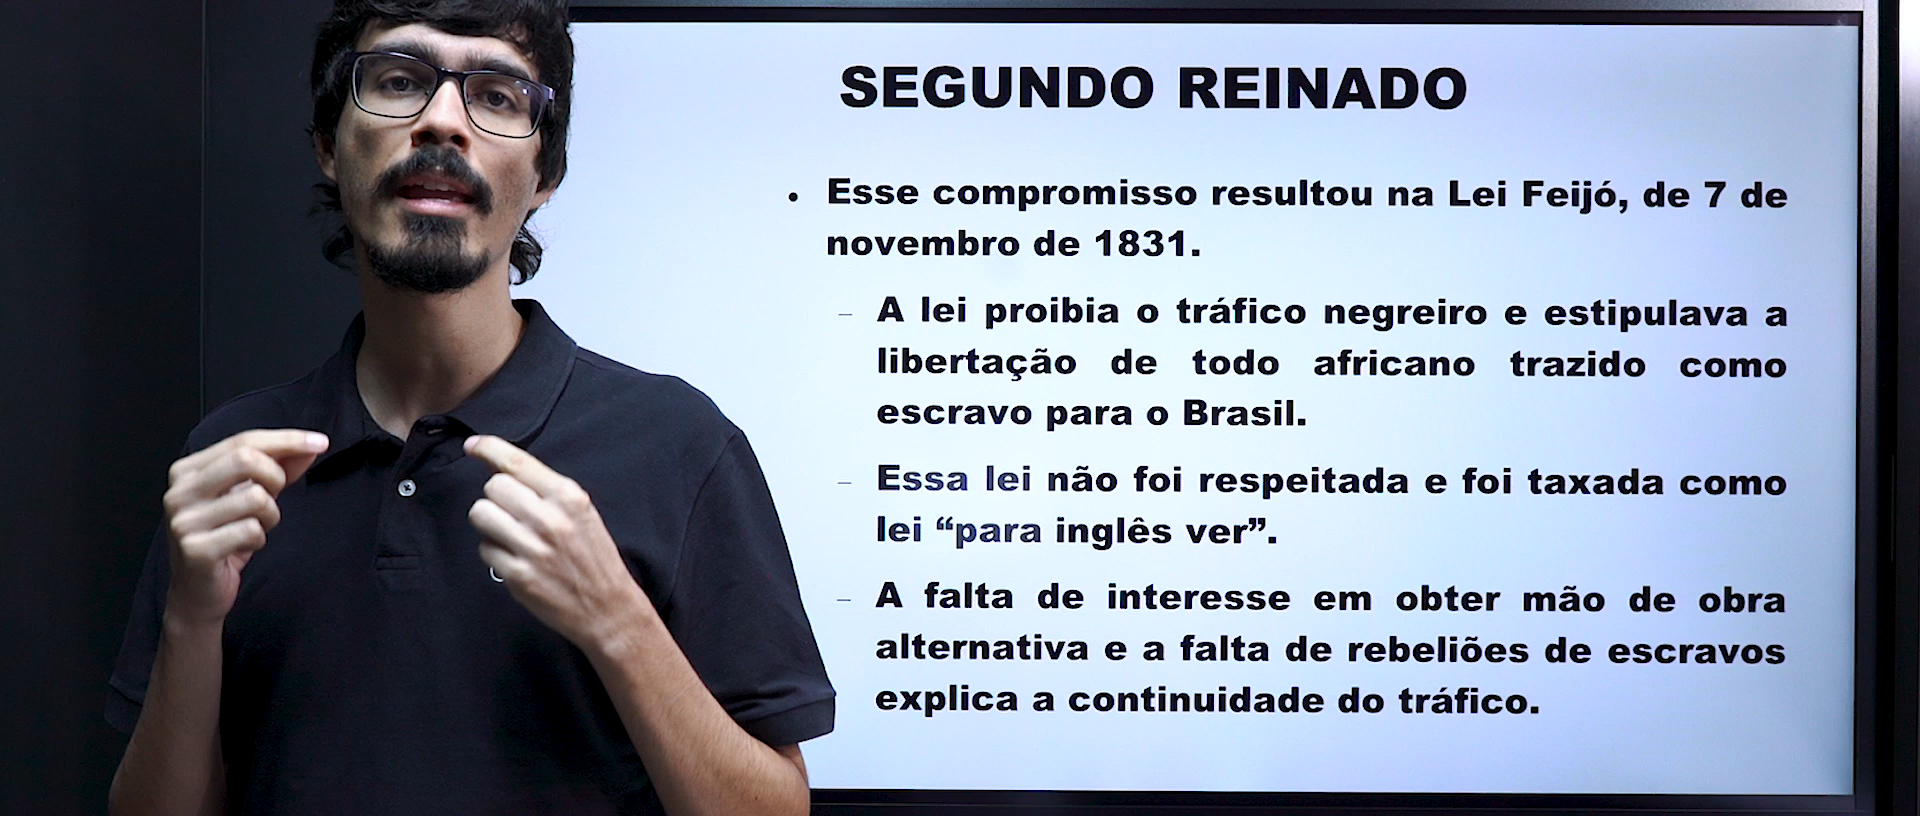 SEGUNDO REINADO
• Esse compromisso resultou na Lei Feijó, de 7 de
novembro de 1831.
– A lei proibia o tráfico negreiro e estipulava a
libertação de todo africano trazido como
escravo para o Brasil.
– Essa lei não foi respeitada e foi taxada como
lei “para inglês ver”.
– A falta de interesse em obter mão de obra
alternativa e a falta de rebeliões de escravos
explica a continuidade do tráfico.